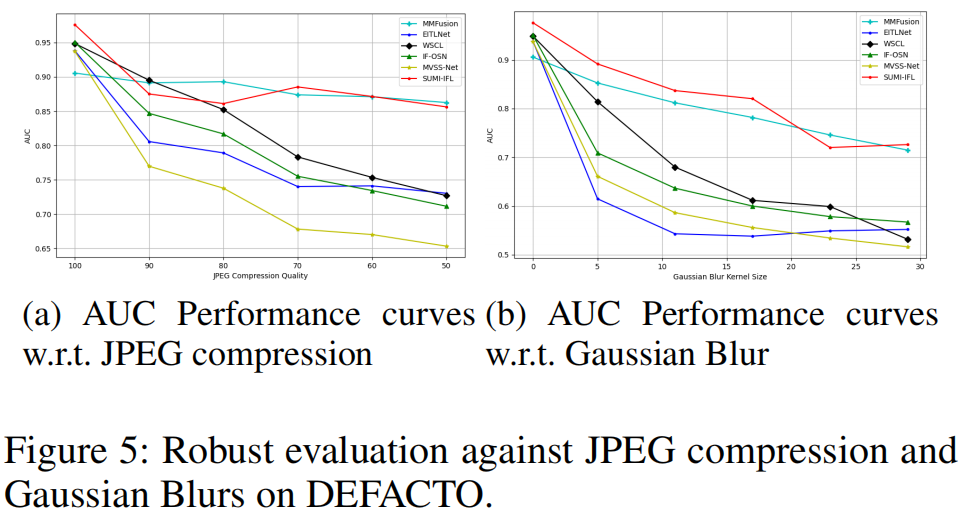 MMFusion
EITLNet
WSCL
IF-OSN
MVSS-Net
SUMI-IFL
0.95
0.90
0.85
0.80
0.75
0.70
0.65
AUC
100
90
80
70
60
50
JPEG Compression Quality
MMFusion
EITLNet
WSCL
IF-OSN
MVSS-Net
SUMI-IFL
0.9
0.8
0.7
0.6
0.5
AUC
0
5
10
15
20
25
30
Gaussian Blur Kernel Size
(a) AUC Performance curves
w.r.t. JPEG compression
(b) AUC Performance curves
w.r.t. Gaussian Blur
Figure 5: Robust evaluation against JPEG compression and
Gaussian Blurs on DEFACTO.